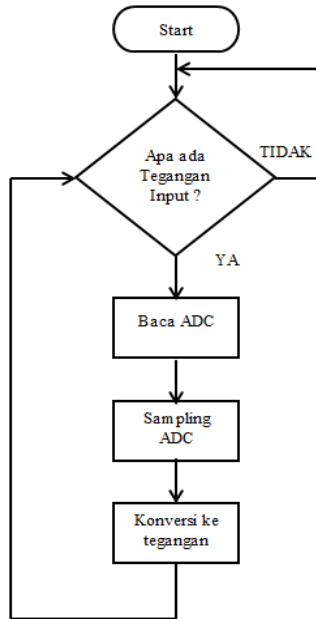 Start
Apa ada
Tegangan
Input ?
TIDAK
YA
Baca ADC
Sampling
ADC
Konversi ke
tegangan